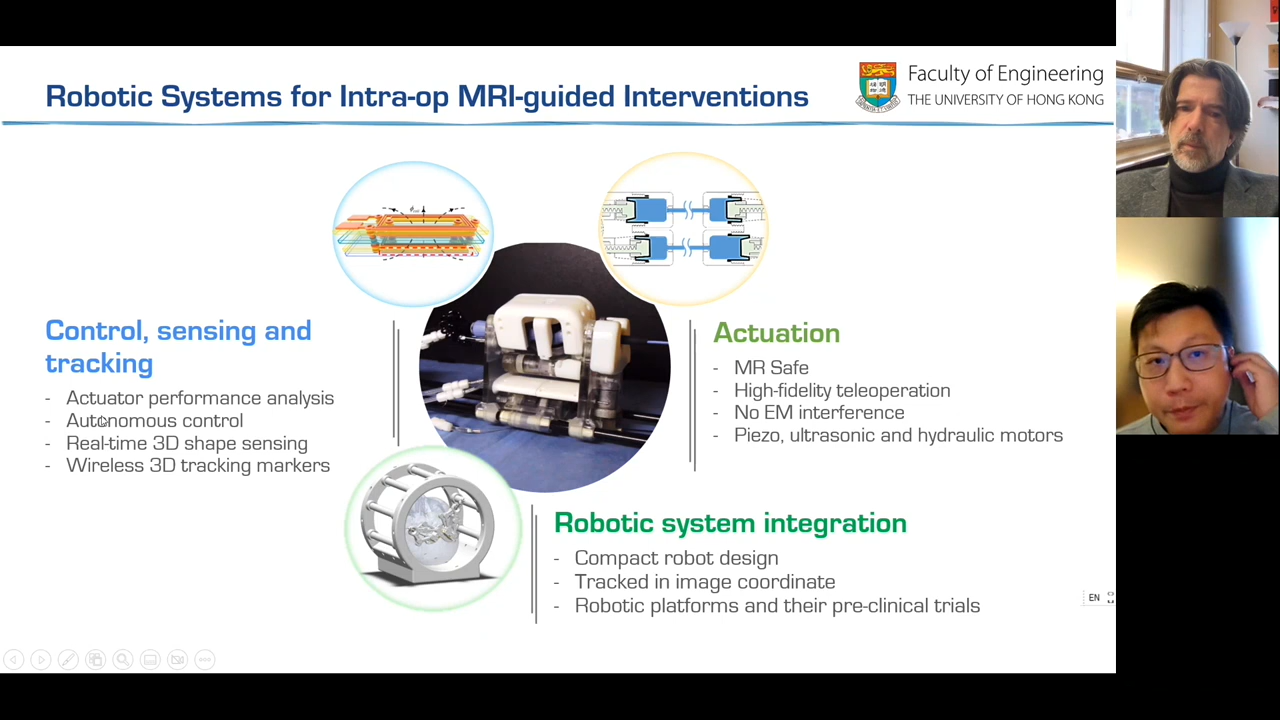 Robotic Systems for Intra-op MRI-guided Interventions
Faculty of Engineering
THE UNIVERSITY OF HONG KONG
Control, sensing and
tracking
- Actuator performance analysis
- Autonomous control
- Real-time 3D shape sensing
- Wireless 3D tracking markers
Actuation
- MR Safe
- High-fidelity teleoperation
- No EM interference
- Piezo, ultrasonic and hydraulic motors
Robotic system integration
- Compact robot design
- Tracked in image coordinate
- Robotic platforms and their pre-clinical trials
EN